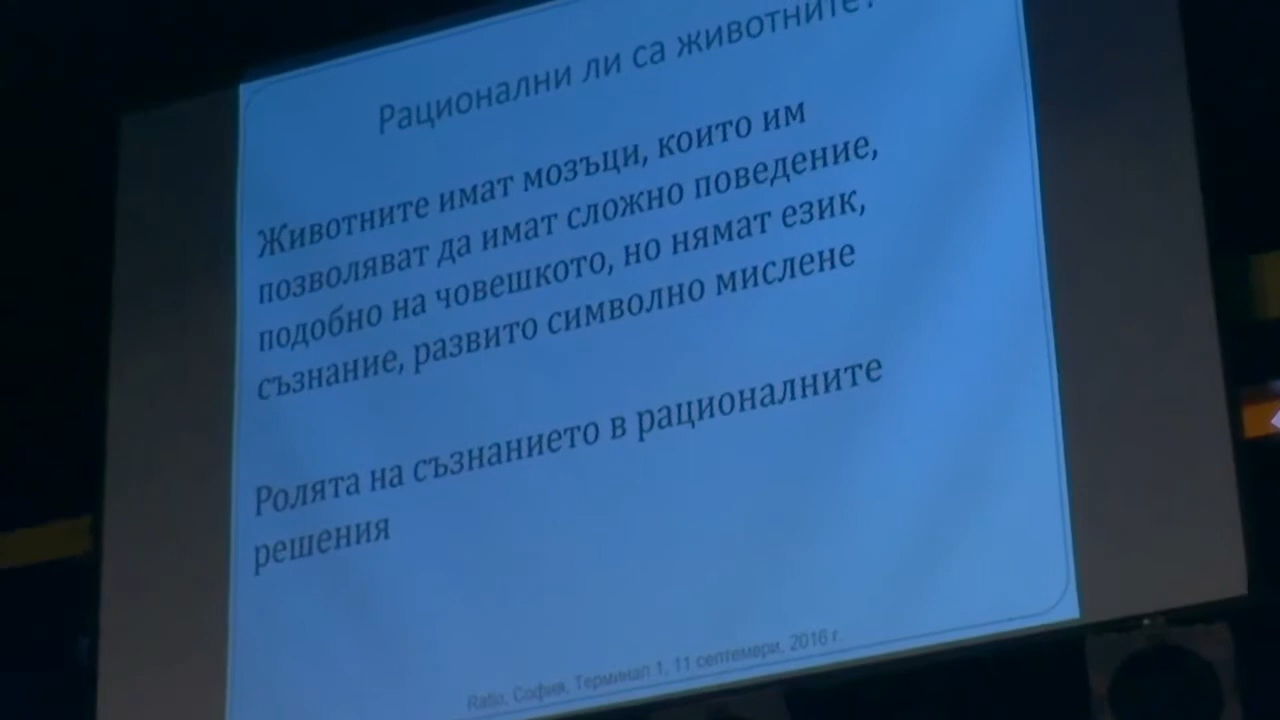 Рационални ли са животните?
Животните имат мозъци, които им
позволяват да имат сложно поведение,
подобно на човешкото, но нямат език,
съзнание, развито символно мислене
Ролята на съзнанието в рационалните
решения
Ratio, София, Терминал 1, 11 септември, 2016 г.